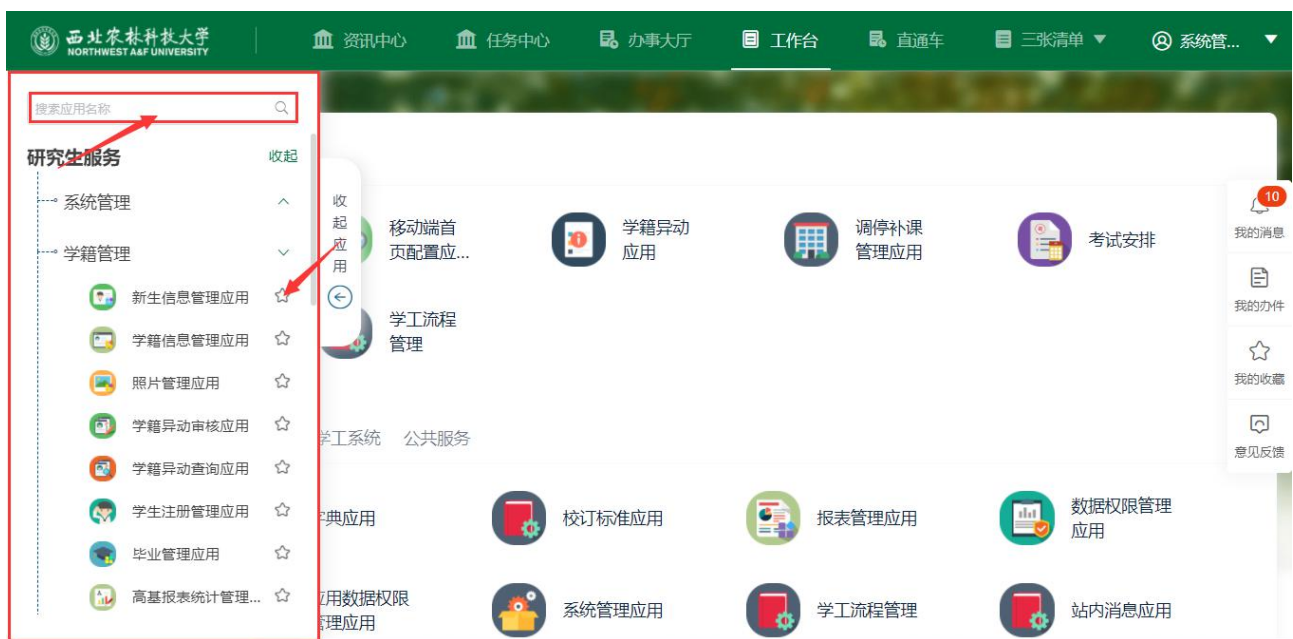 西北农林科技大学
NORTHWEST A&F UNIVERSITY
资讯中心
任务中心
办事大厅
工作台
直通车
三张清单
系统管...
搜索应用名称
研究生服务
收起
系统管理
学籍管理
新生信息管理应用
学籍信息管理应用
照片管理应用
学籍异动审核应用
学籍异动查询应用
学生注册管理应用
毕业管理应用
高基报表统计管理...
收
起
应
用
移动端首
页配置应...
学籍异动
应用
调停补课
管理应用
考试安排
学工流程
管理
10
我的消息
我的办件
我的收藏
意见反馈
学工系统
公共服务
字典应用
校订标准应用
报表管理应用
数据权限管理
应用
应用数据权限
管理应用
系统管理应用
学工流程管理
站内消息应用